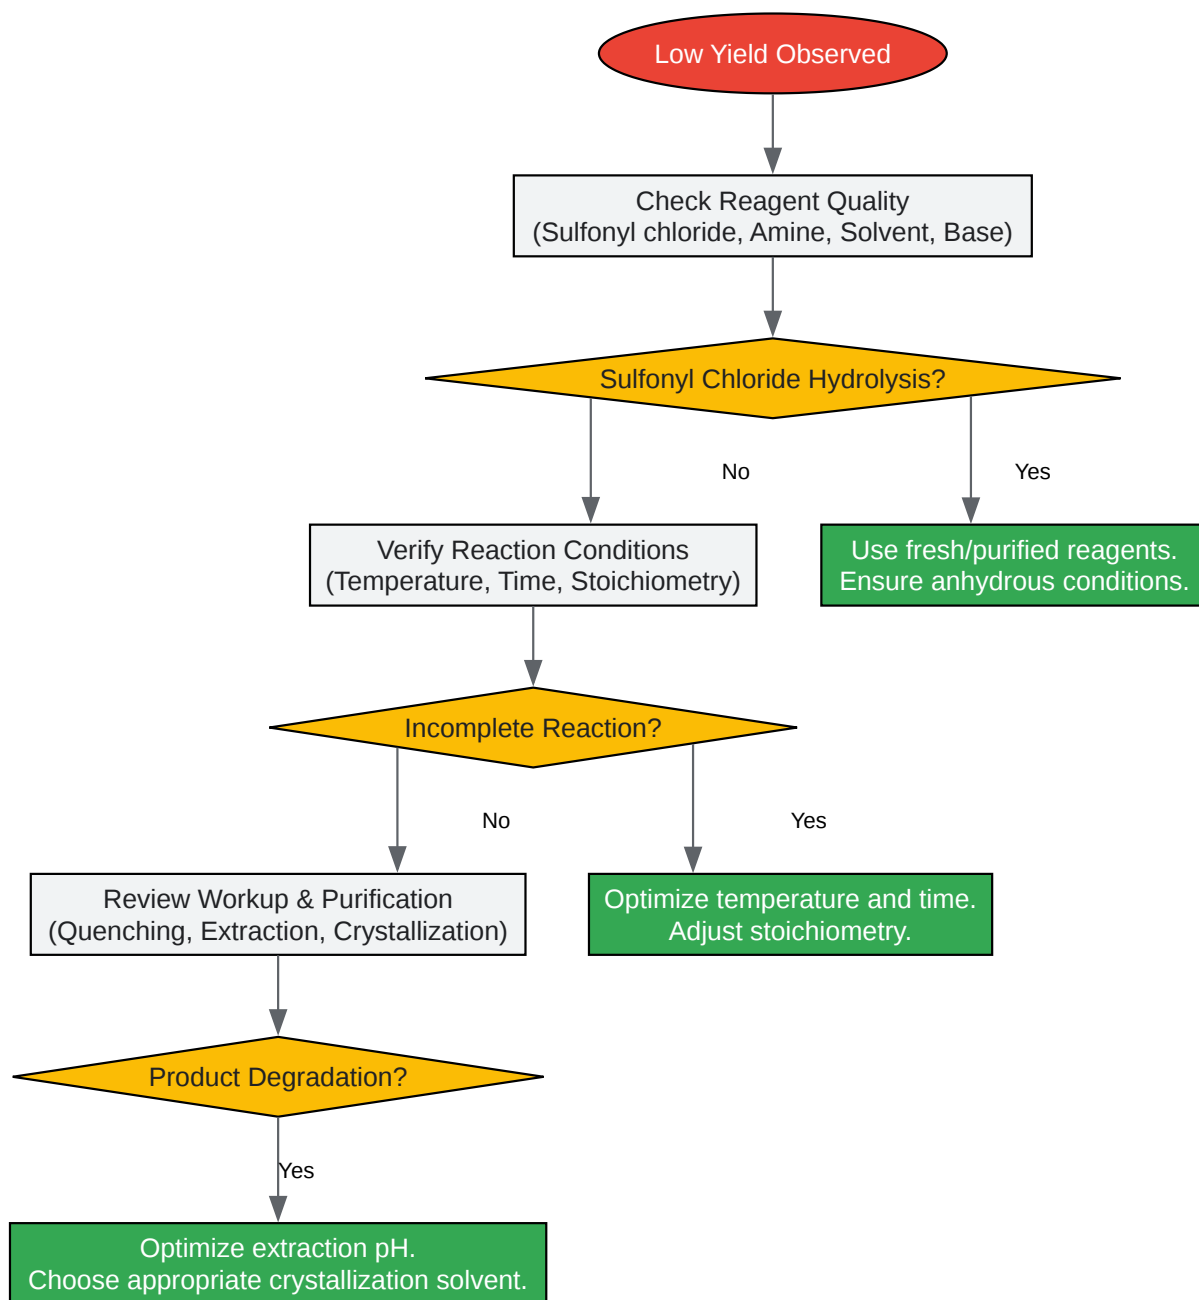 Low Yield Observed
Check Reagent Quality
(Sulfonyl chloride, Amine, Solvent, Base)
Sulfonyl Chloride Hydrolysis?
No
Yes
Verify Reaction Conditions
(Temperature, Time, Stoichiometry)
Use fresh/purified reagents.
Ensure anhydrous conditions.
Incomplete Reaction?
No
Yes
Review Workup & Purification
(Quenching, Extraction, Crystallization)
Optimize temperature and time.
Adjust stoichiometry.
Product Degradation?
Yes
Optimize extraction pH.
Choose appropriate crystallization solvent.